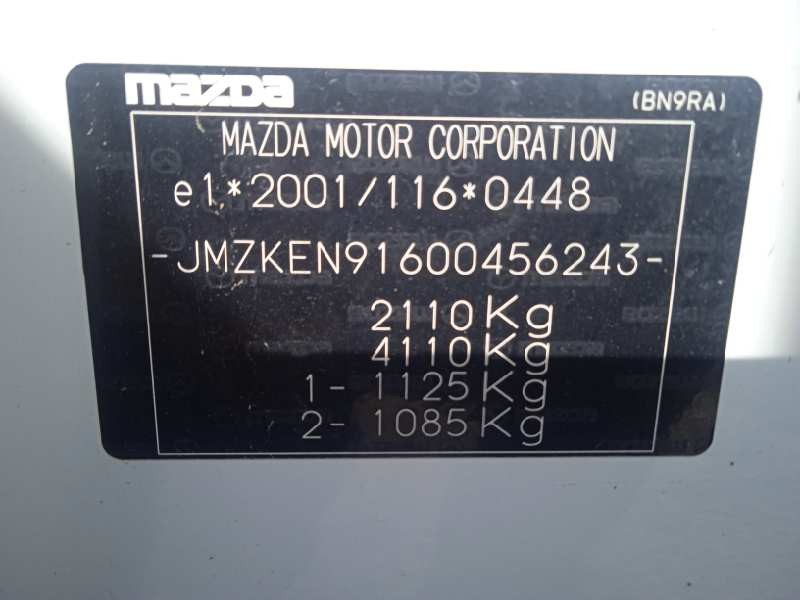 mazda (BN9RA)
MAZDA MOTOR CORPORATION
e1*2001/116*0448
-JMZKEN91600456243-
2110Kg
4110Kg
1- 1125Kg
2- 1085Kg